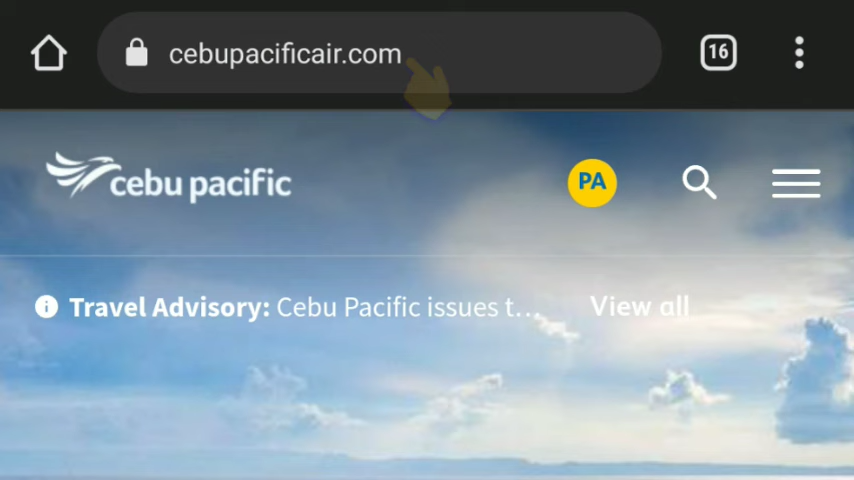 cebupacificair.com
16
cebu pacific
PA
Travel Advisory: Cebu Pacific issues t...
View all